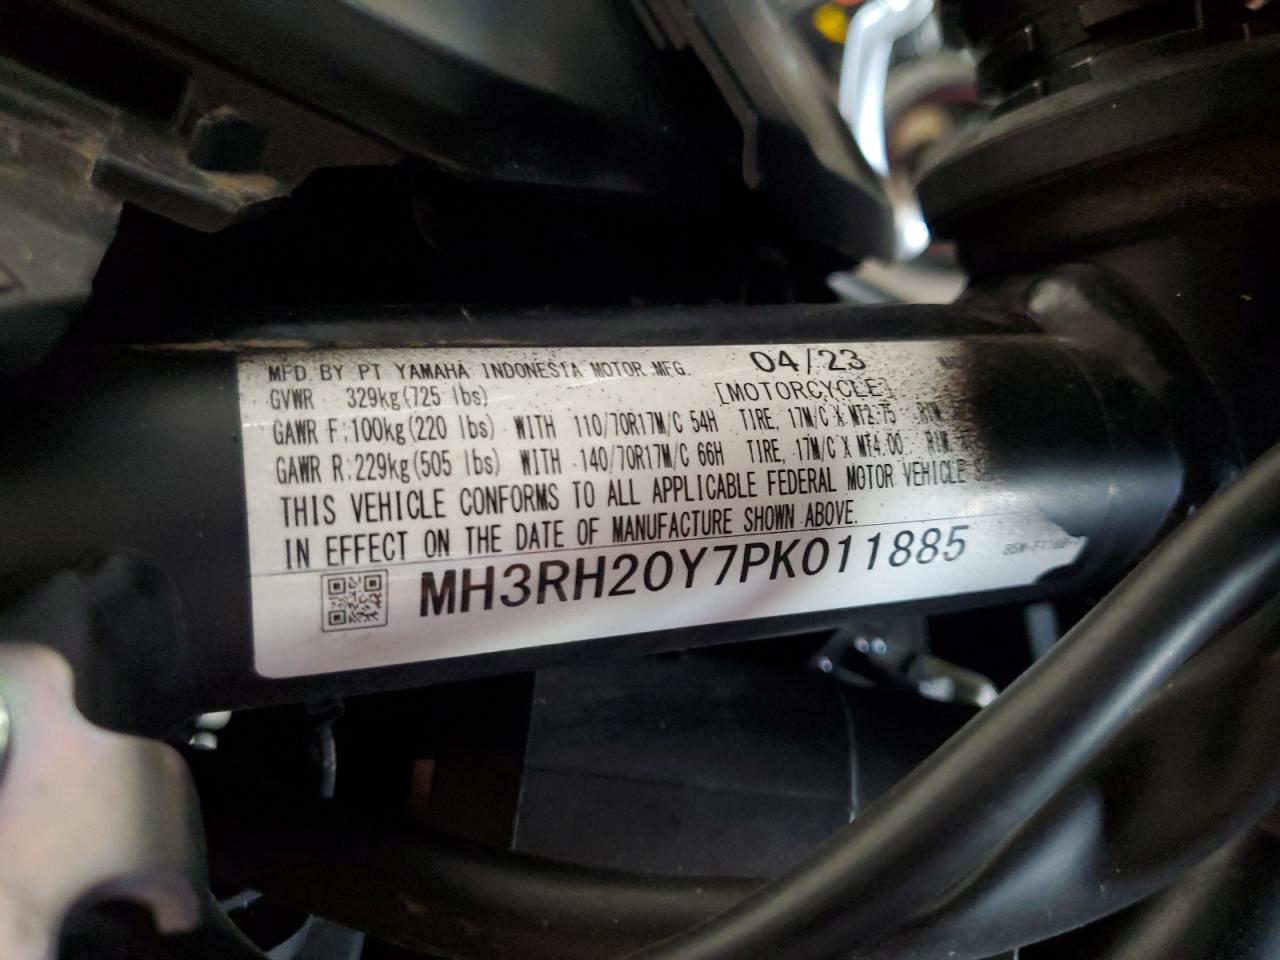 MFD. BY PT YAMAHA INDONESIA MOTOR MFG. 04/23
GVWR 329kg(725 lbs) [MOTORCYCLE]
GAWR F:100kg(220 lbs) WITH 110/70R17M/C 54H TIRE, 17M/C X MT2.75 RIM
GAWR R:229kg(505 lbs) WITH 140/70R17M/C 66H TIRE, 17M/C X MT4.00 RIM
THIS VEHICLE CONFORMS TO ALL APPLICABLE FEDERAL MOTOR VEHICLE
IN EFFECT ON THE DATE OF MANUFACTURE SHOWN ABOVE.
MH3RH20Y7PK011885